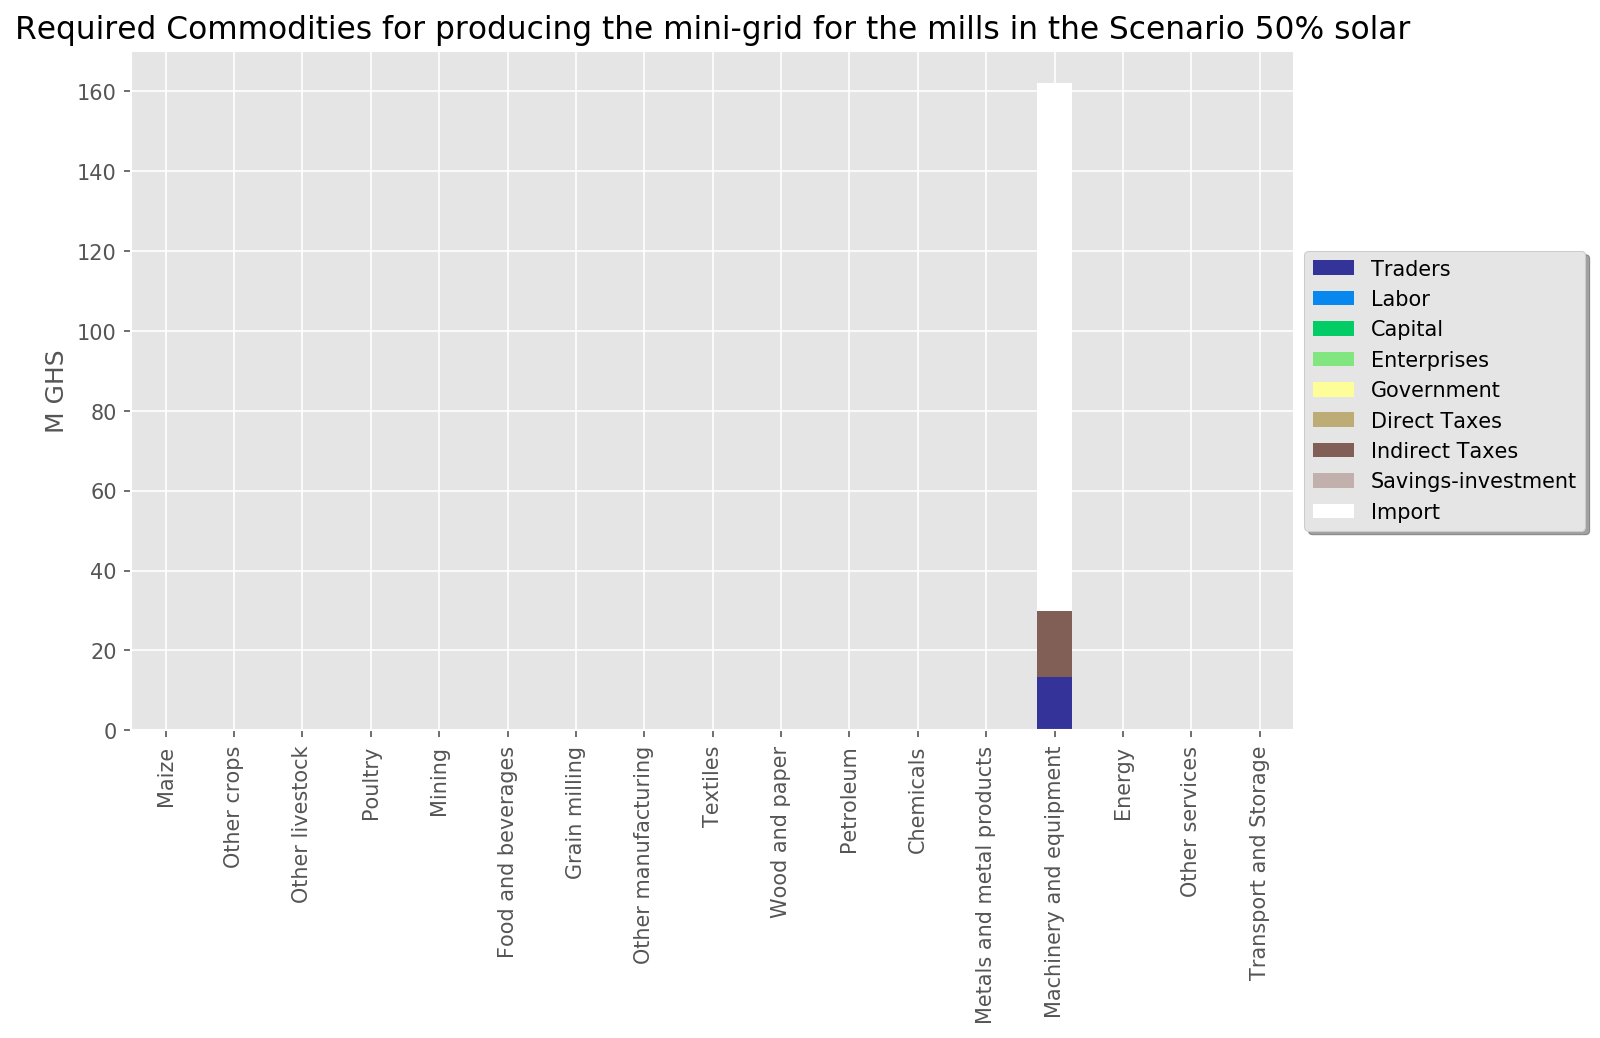 Required Commodities for producing the mini-grid for the mills in the Scenario 50% solar
M GHS
160
140
120
100
80
60
40
20
0
Maize
Other crops
Other livestock
Poultry
Mining
Food and beverages
Grain milling
Other manufacturing
Textiles
Wood and paper
Petroleum
Chemicals
Metals and metal products
Machinery and equipment
Energy
Other services
Transport and Storage
Traders
Labor
Capital
Enterprises
Government
Direct Taxes
Indirect Taxes
Savings-investment
Import